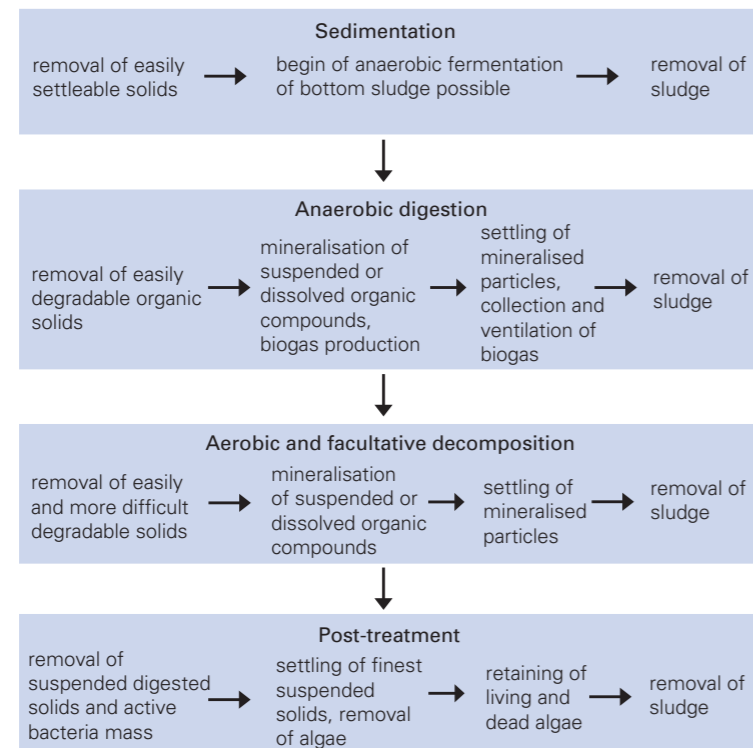 Sedimentation
removal of easily
settleable solids
begin of anaerobic fermentation
of bottom sludge possible
removal of
sludge
Anaerobic digestion
removal of easily
degradable organic
solids
mineralisation of
suspended or
dissolved organic
compounds,
biogas production
settling of
mineralised
particles,
collection and
ventilation of
biogas
removal of
sludge
Aerobic and facultative decomposition
removal of easily
and more difficult
degradable solids
mineralisation
of suspended or
dissolved organic
compounds
settling of
mineralised
particles
removal of
sludge
Post-treatment
removal of
suspended digested
solids and active
bacteria mass
settling of finest
suspended
solids, removal
of algae
retaining of
living and
dead algae
removal of
sludge